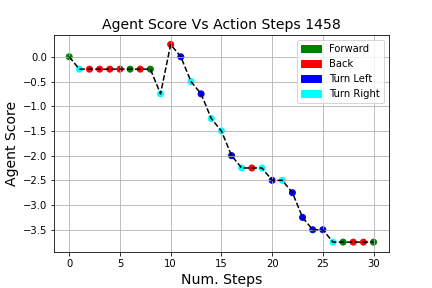 Agent Score Vs Action Steps 1458
Forward
Back
Turn Left
Turn Right
Agent Score
0.0
−0.5
−1.0
−1.5
−2.0
−2.5
−3.0
−3.5
0 5 10 15 20 25 30
Num. Steps